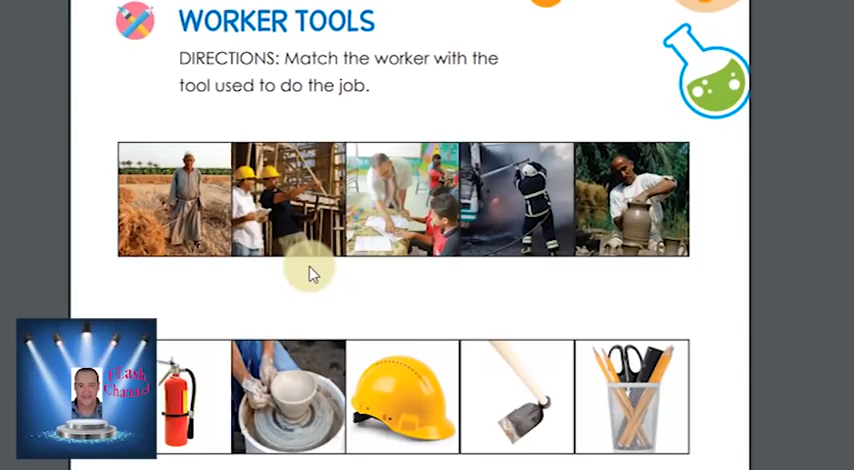 WORKER TOOLS
DIRECTIONS: Match the worker with the
tool used to do the job.
Flash
Channel